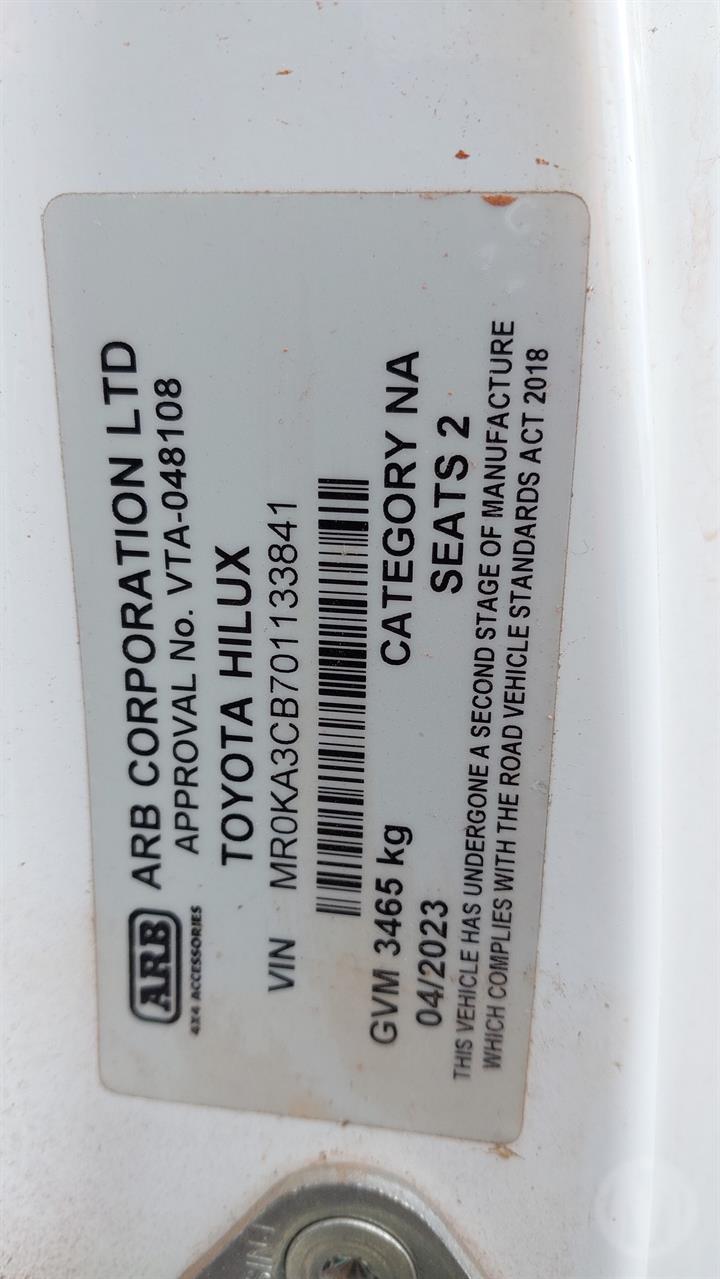 ARB
4X4 ACCESSORIES
ARB CORPORATION LTD
APPROVAL No. VTA-048108
TOYOTA HILUX
VIN MR0KA3CB701133841
GVM 3465 kg CATEGORY NA
04/2023 SEATS 2
THIS VEHICLE HAS UNDERGONE A SECOND STAGE OF MANUFACTURE
WHICH COMPLIES WITH THE ROAD VEHICLE STANDARDS ACT 2018